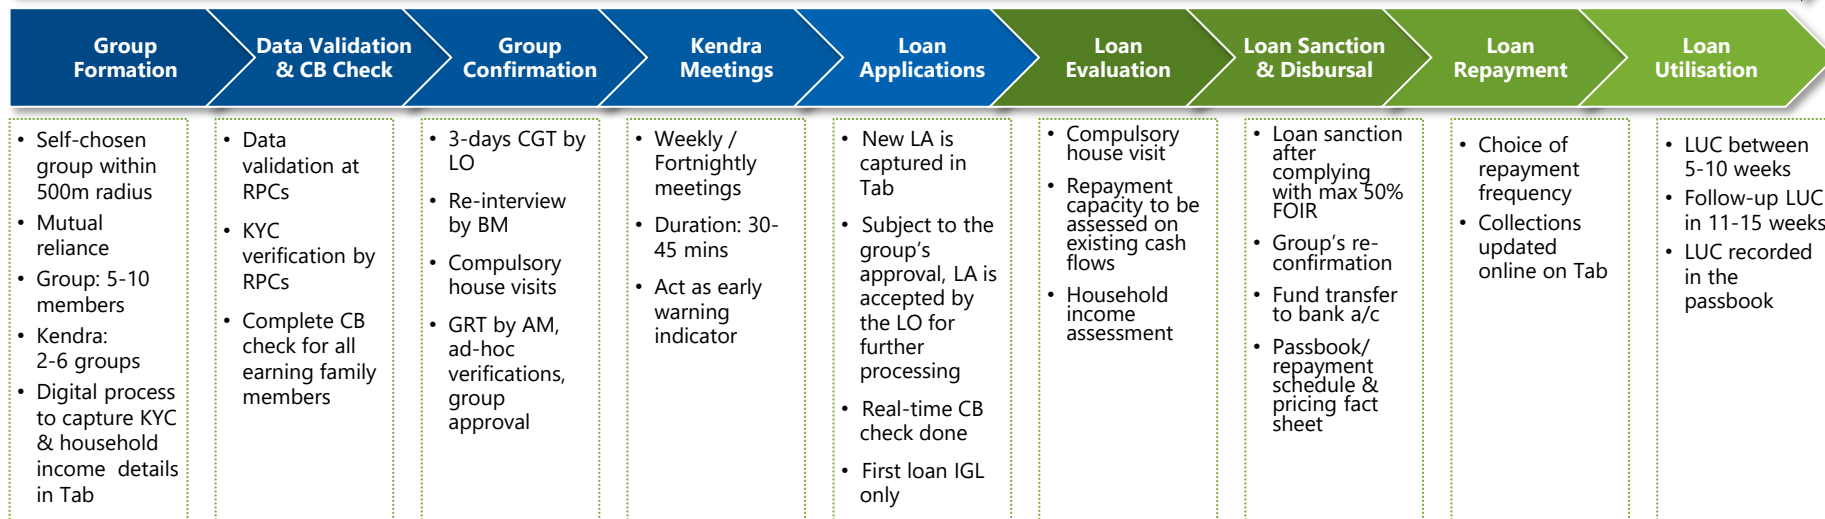 Group
Formation
Data Validation
& CB Check
Group
Confirmation
Kendra
Meetings
Loan
Applications
Loan
Evaluation
Loan Sanction
& Disbursal
Loan
Repayment
Loan
Utilisation
• Self-chosen
group within
500m radius
• Mutual
reliance
• Group: 5-10
members
• Kendra:
2-6 groups
• Digital process
to capture KYC
& household
income details
in Tab
• Data
validation at
RPCs
• KYC
verification by
RPCs
• Complete CB
check for all
earning family
members
• 3-days CGT by
LO
• Re-interview
by BM
• Compulsory
house visits
• GRT by AM,
ad-hoc
verifications,
group
approval
• Weekly /
Fortnightly
meetings
• Duration: 30-
45 mins
• Act as early
warning
indicator
• New LA is
captured in
Tab
• Subject to the
group's
approval, LA is
accepted by
the LO for
further
processing
• Real-time CB
check done
• First loan IGL
only
• Compulsory
house visit
• Repayment
capacity to be
assessed on
existing cash
flows
• Household
income
assessment
• Loan sanction
after
complying
with max 50%
FOIR
• Group's re-
confirmation
• Fund transfer
to bank a/c
• Passbook/
repayment
schedule &
pricing fact
sheet
• Choice of
repayment
frequency
• Collections
updated
online on Tab
• LUC between
5-10 weeks
• Follow-up LUC
in 11-15 weeks
• LUC recorded
in the
passbook